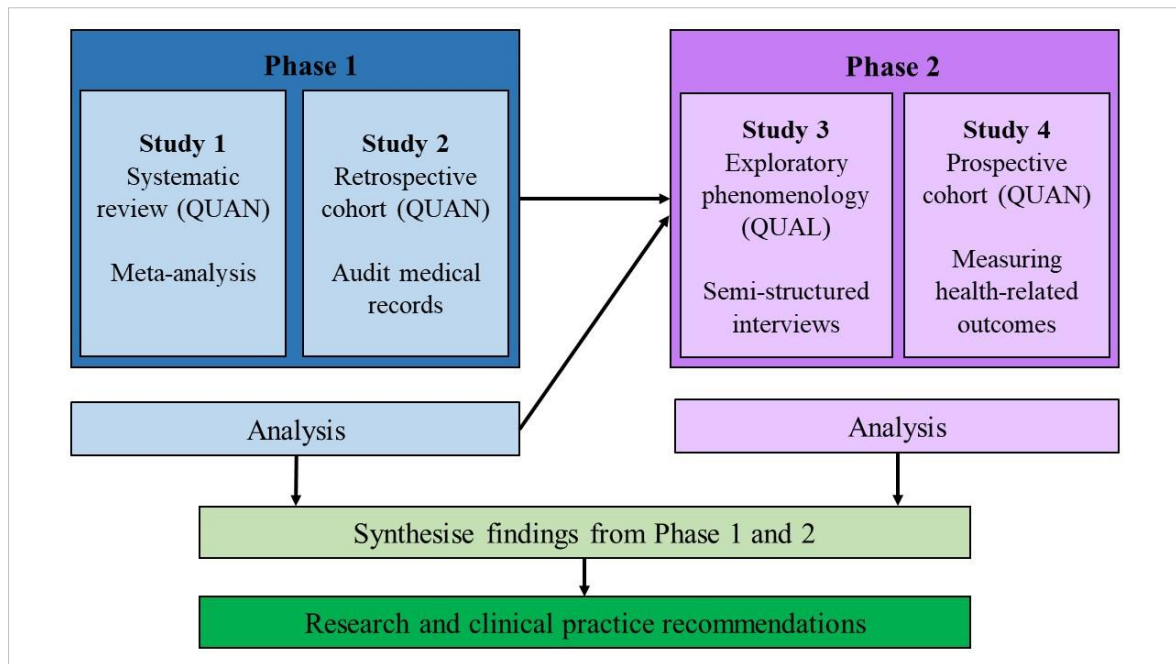 Phase 1
Study 1
Systematic
review (QUAN)
Meta-analysis
Study 2
Retrospective
cohort (QUAN)
Audit medical
records
Phase 2
Study 3
Exploratory
phenomenology
(QUAL)
Semi-structured
interviews
Study 4
Prospective
cohort (QUAN)
Measuring
health-related
outcomes
Analysis
Analysis
Synthesise findings from Phase 1 and 2
Research and clinical practice recommendations